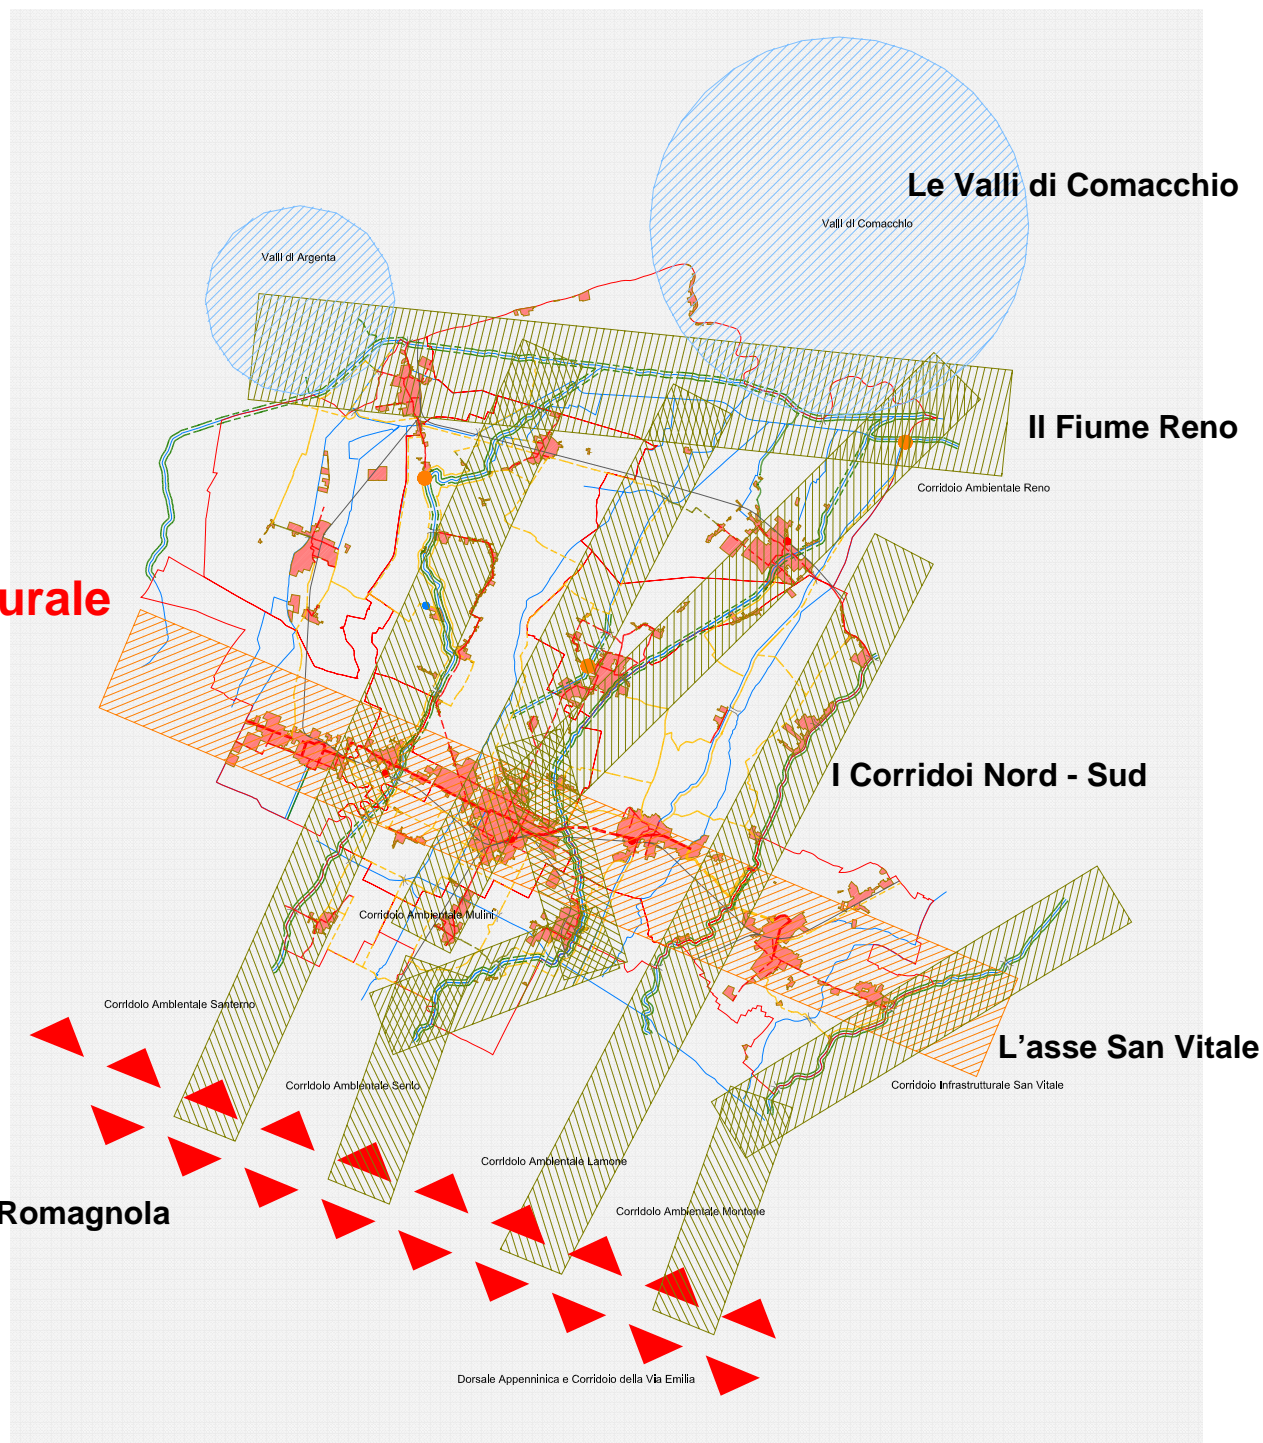 Le Valli di Comacchio
Valli di Comacchio
Valli di Argenta
Il Fiume Reno
Corridoio Ambientale Reno
urale
I Corridoi Nord - Sud
Corridoio Ambientale Mulini
Corridoio Ambientale Santerno
L'asse San Vitale
Corridoio Ambientale Senio
Corridoio Infrastrutturale San Vitale
Corridoio Ambientale Lamone
Romagnola
Corridoio Ambientale Montone
Dorsale Appenninica e Corridoio della Via Emilia